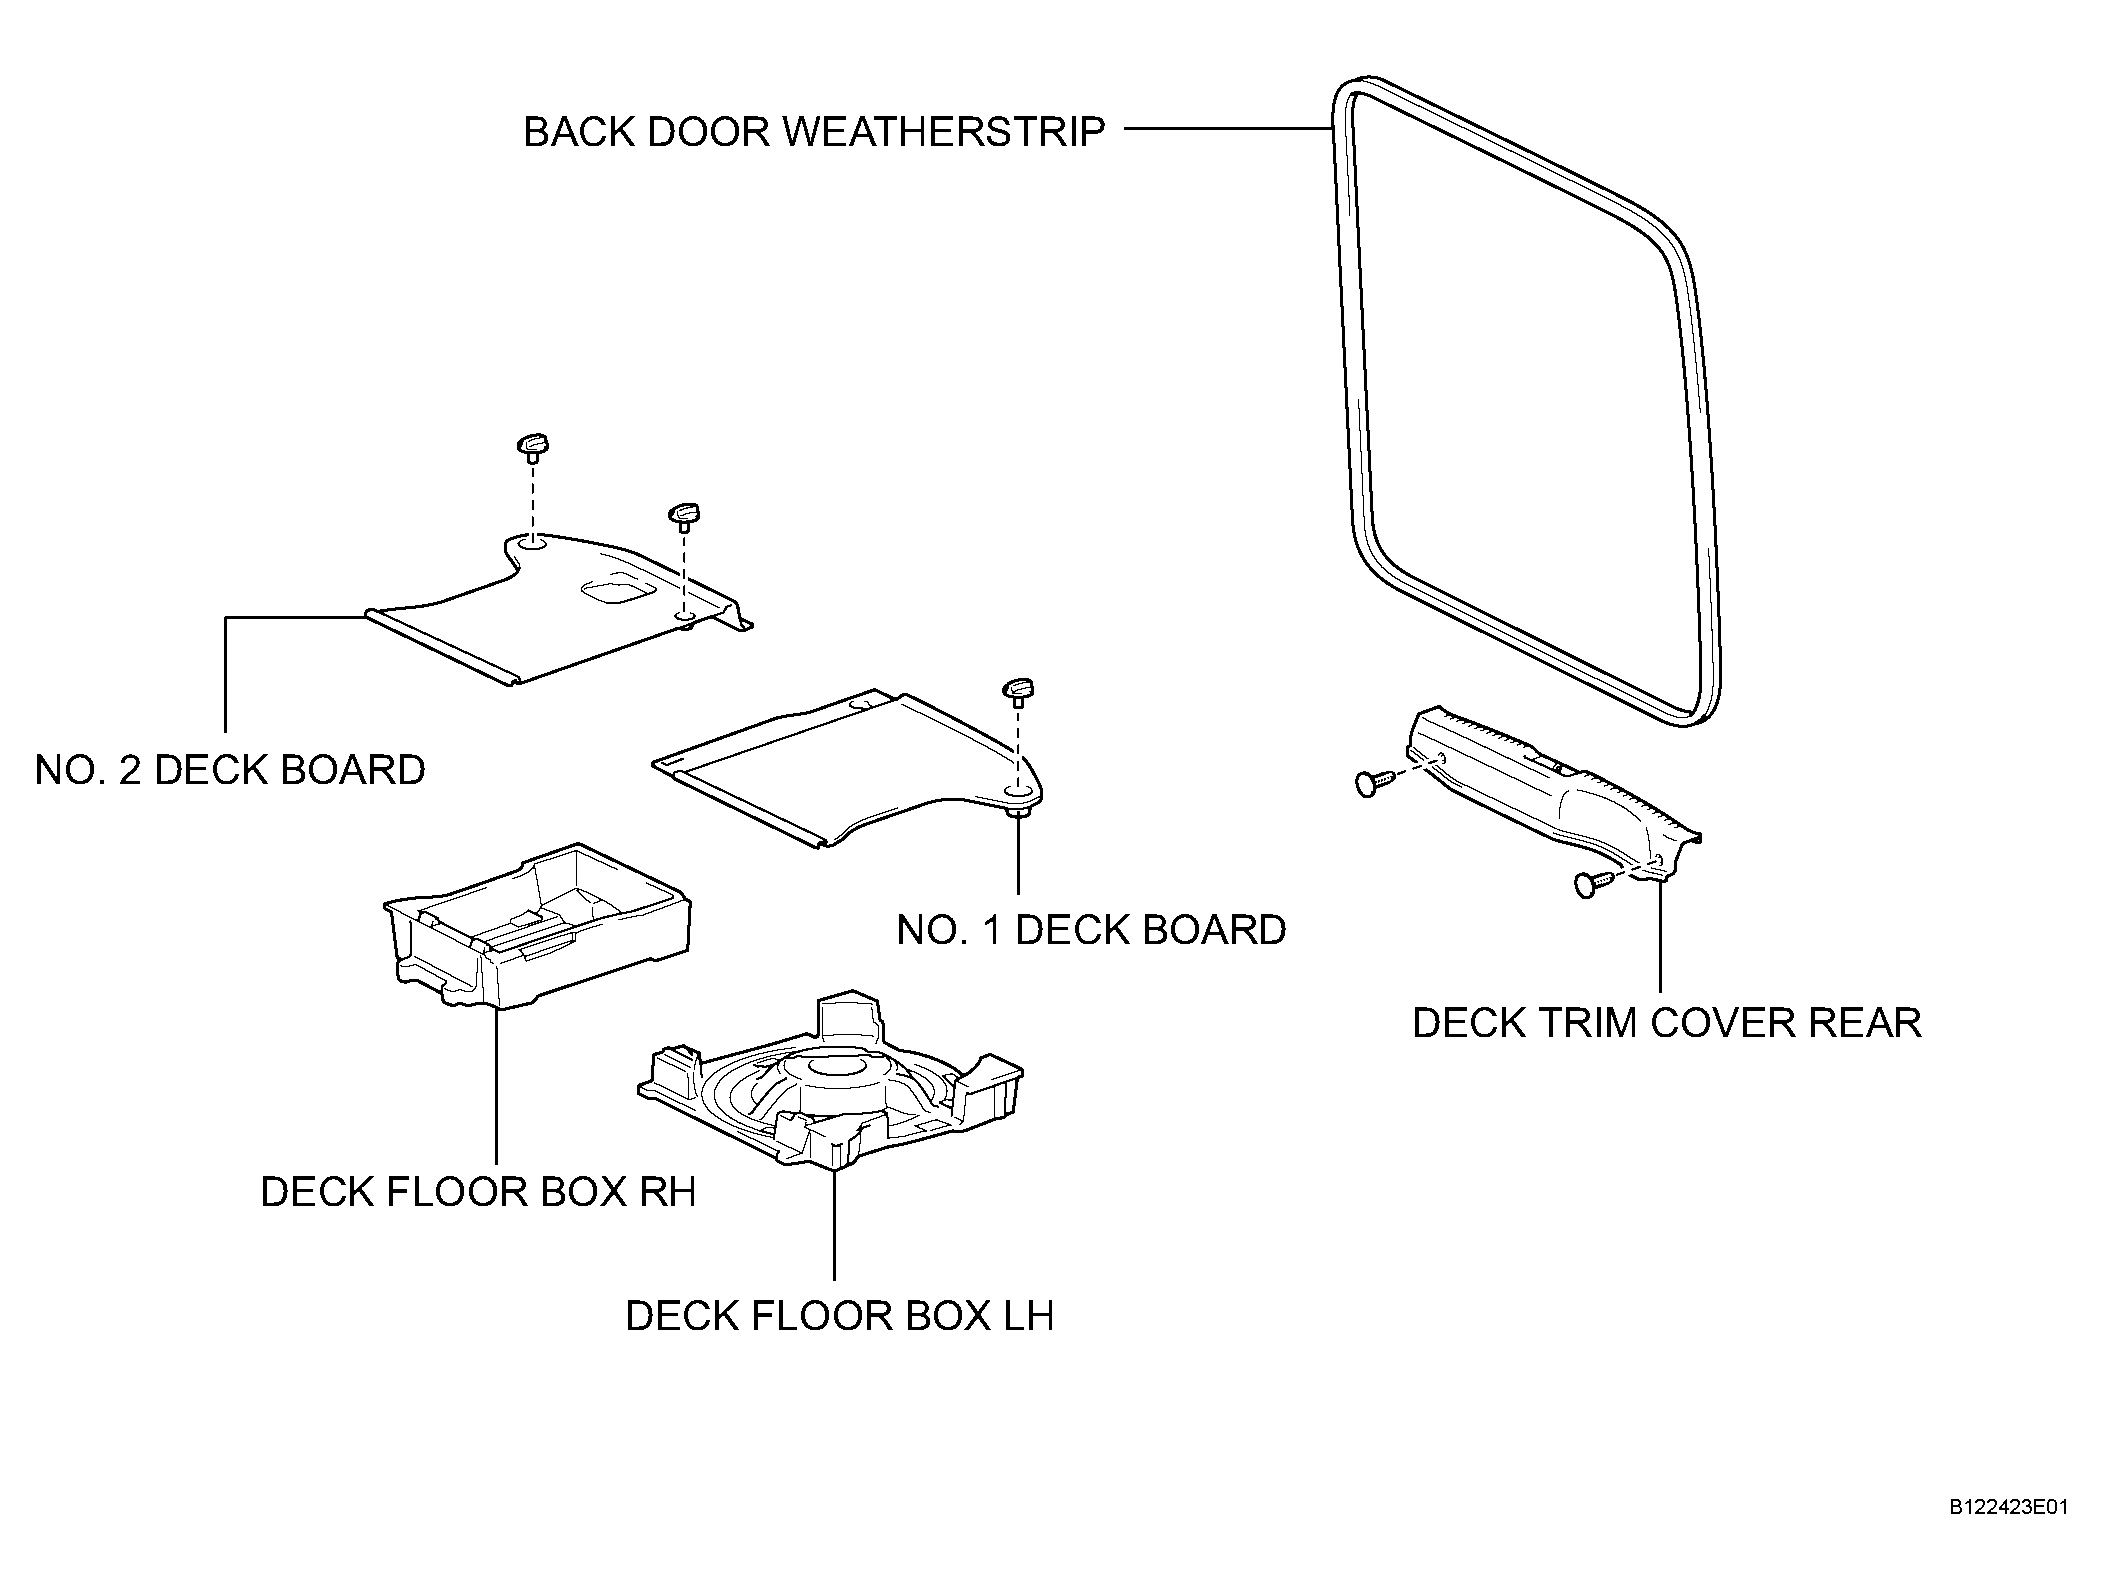 BACK DOOR WEATHERSTRIP
NO. 2 DECK BOARD
NO. 1 DECK BOARD
DECK TRIM COVER REAR
DECK FLOOR BOX RH
DECK FLOOR BOX LH
B122423E01